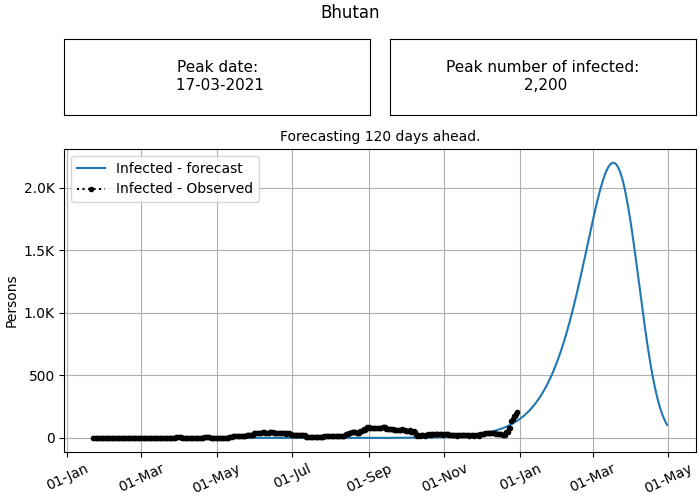 Bhutan
Peak date:
17-03-2021
Peak number of infected:
2,200
Forecasting 120 days ahead.
Infected - forecast
Infected - Observed
Persons
2.0K
1.5K
1.0K
500
0
01-Jan
01-Mar
01-May
01-Jul
01-Sep
01-Nov
01-Jan
01-Mar
01-May